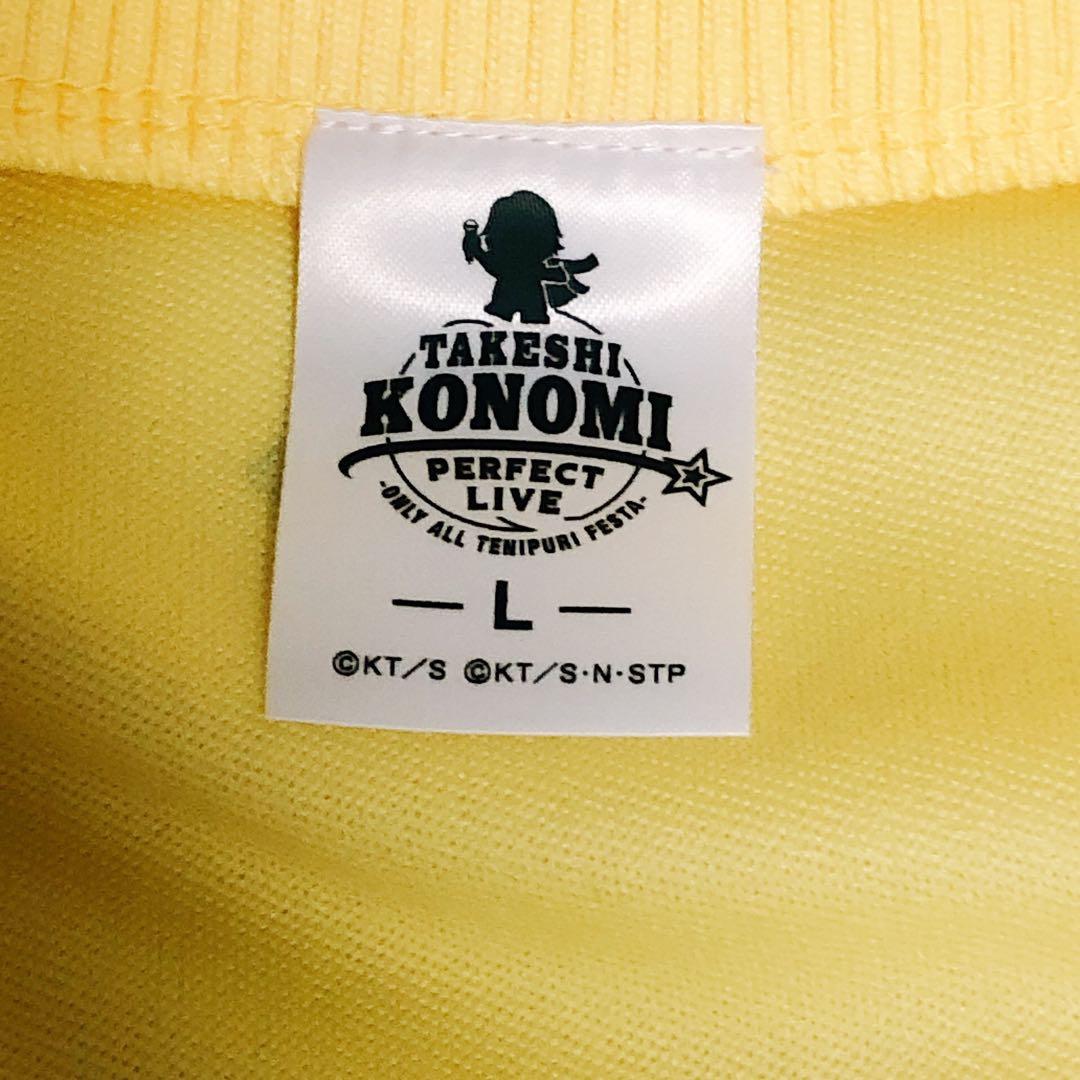 TAKESHI
KONOMI
PERFECT
LIVE
-ONLY ALL TENIPURI FESTA-
— L —
©KT/S ©KT/S·N·STP